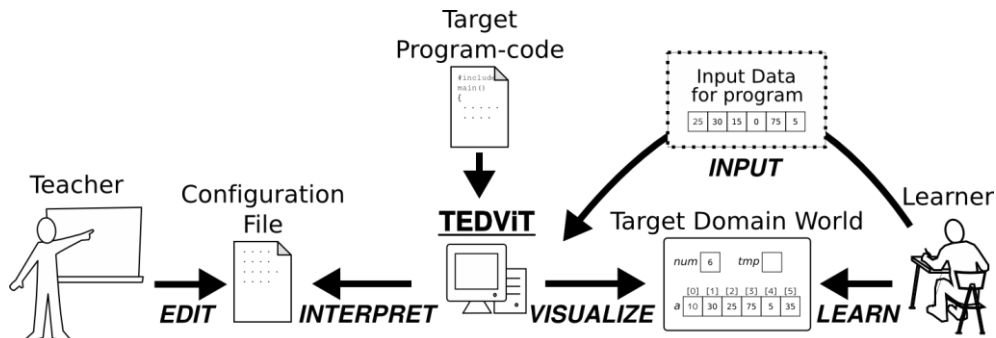 Target
Program-code
#include
main()
{
. . . . .
. . . .
Input Data
for program
25 30 15 0 75 5
INPUT
Teacher
Configuration
File
TEDViT
Target Domain World
Learner
num 6 tmp
[0] [1] [2] [3] [4] [5]
a 10 30 25 75 5 35
EDIT
INTERPRET
VISUALIZE
LEARN